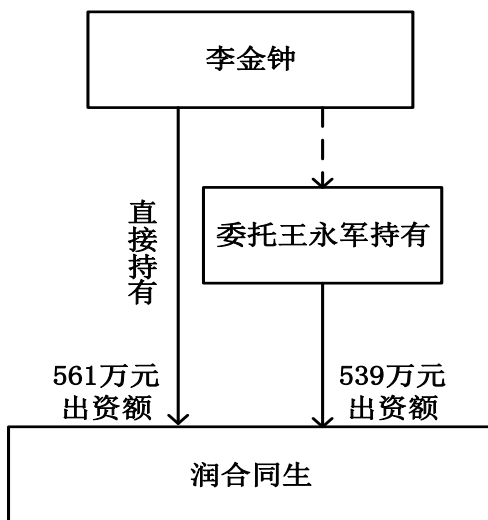 李金钟
委托王永军持有
直接持有
561万元
出资额
539万元
出资额
润合同生